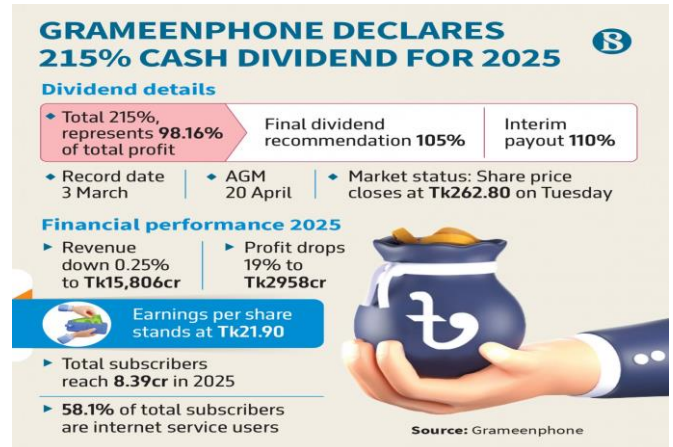 GRAMEENPHONE DECLARES
215% CASH DIVIDEND FOR 2025
B
Dividend details
Total 215%,
represents 98.16%
of total profit
Final dividend
recommendation 105%
Interim
payout 110%
Record date
3 March
AGM
20 April
Market status: Share price
closes at Tk262.80 on Tuesday
Financial performance 2025
Revenue
down 0.25%
to Tk15,806cr
Profit drops
19% to
Tk2958cr
Earnings per share
stands at Tk21.90
৳
Total subscribers
reach 8.39cr in 2025
58.1% of total subscribers
are internet service users
Source: Grameenphone